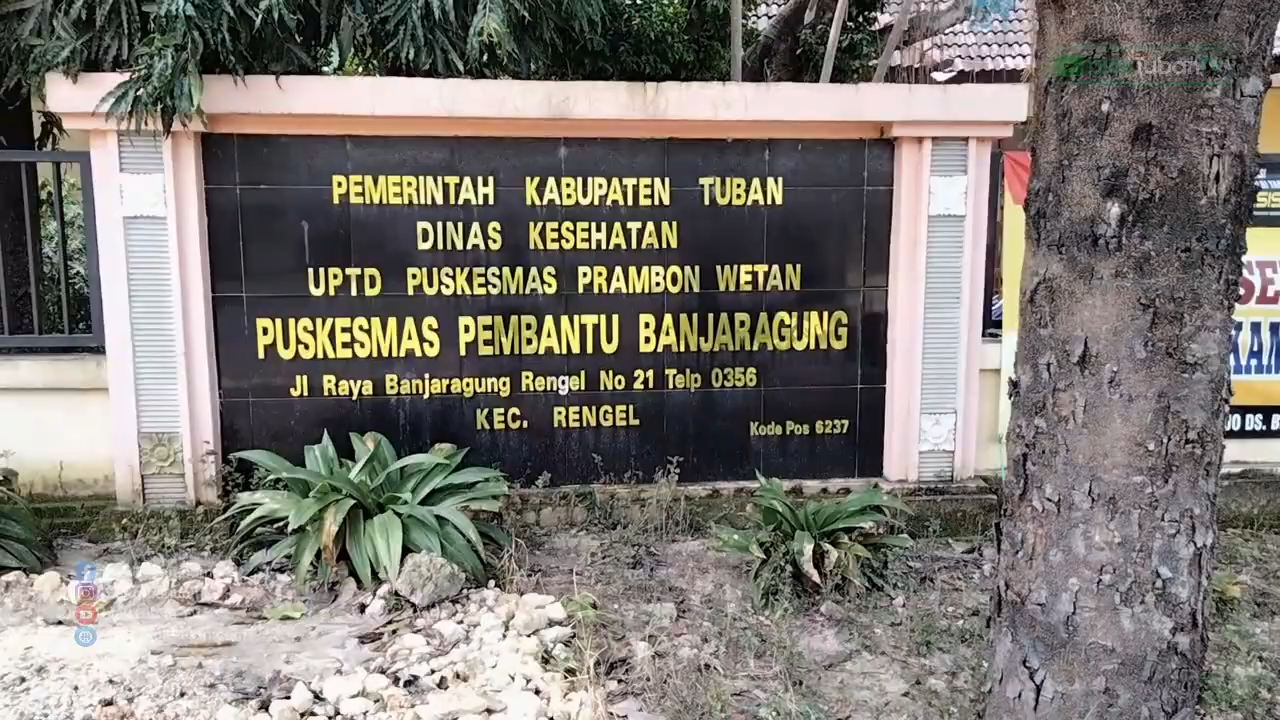 PEMERINTAH KABUPATEN TUBAN
DINAS KESEHATAN
UPTD PUSKESMAS PRAMBON WETAN
PUSKESMAS PEMBANTU BANJARAGUNG
Jl Raya Banjaragung Rengel No 21 Telp 0356
KEC. RENGEL
Kode Pos 6237